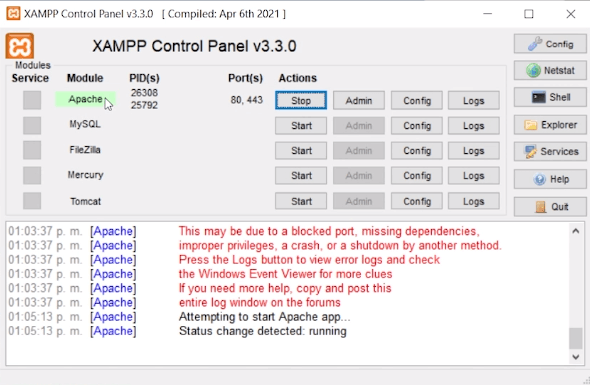 XAMPP Control Panel v3.3.0 [ Compiled: Apr 6th 2021 ]
XAMPP Control Panel v3.3.0
Config
Modules
Service Module PID(s) Port(s) Actions
Netstat
Apache 26308 25792 80, 443 Stop Admin Config Logs
Shell
MySQL Start Admin Config Logs
Explorer
FileZilla Start Admin Config Logs
Services
Mercury Start Admin Config Logs
Help
Tomcat Start Admin Config Logs
Quit
01:03:37 p. m. [Apache] This may be due to a blocked port, missing dependencies,
01:03:37 p. m. [Apache] improper privileges, a crash, or a shutdown by another method.
01:03:37 p. m. [Apache] Press the Logs button to view error logs and check
01:03:37 p. m. [Apache] the Windows Event Viewer for more clues
01:03:37 p. m. [Apache] If you need more help, copy and post this
01:03:37 p. m. [Apache] entire log window on the forums
01:05:13 p. m. [Apache] Attempting to start Apache app...
01:05:13 p. m. [Apache] Status change detected: running